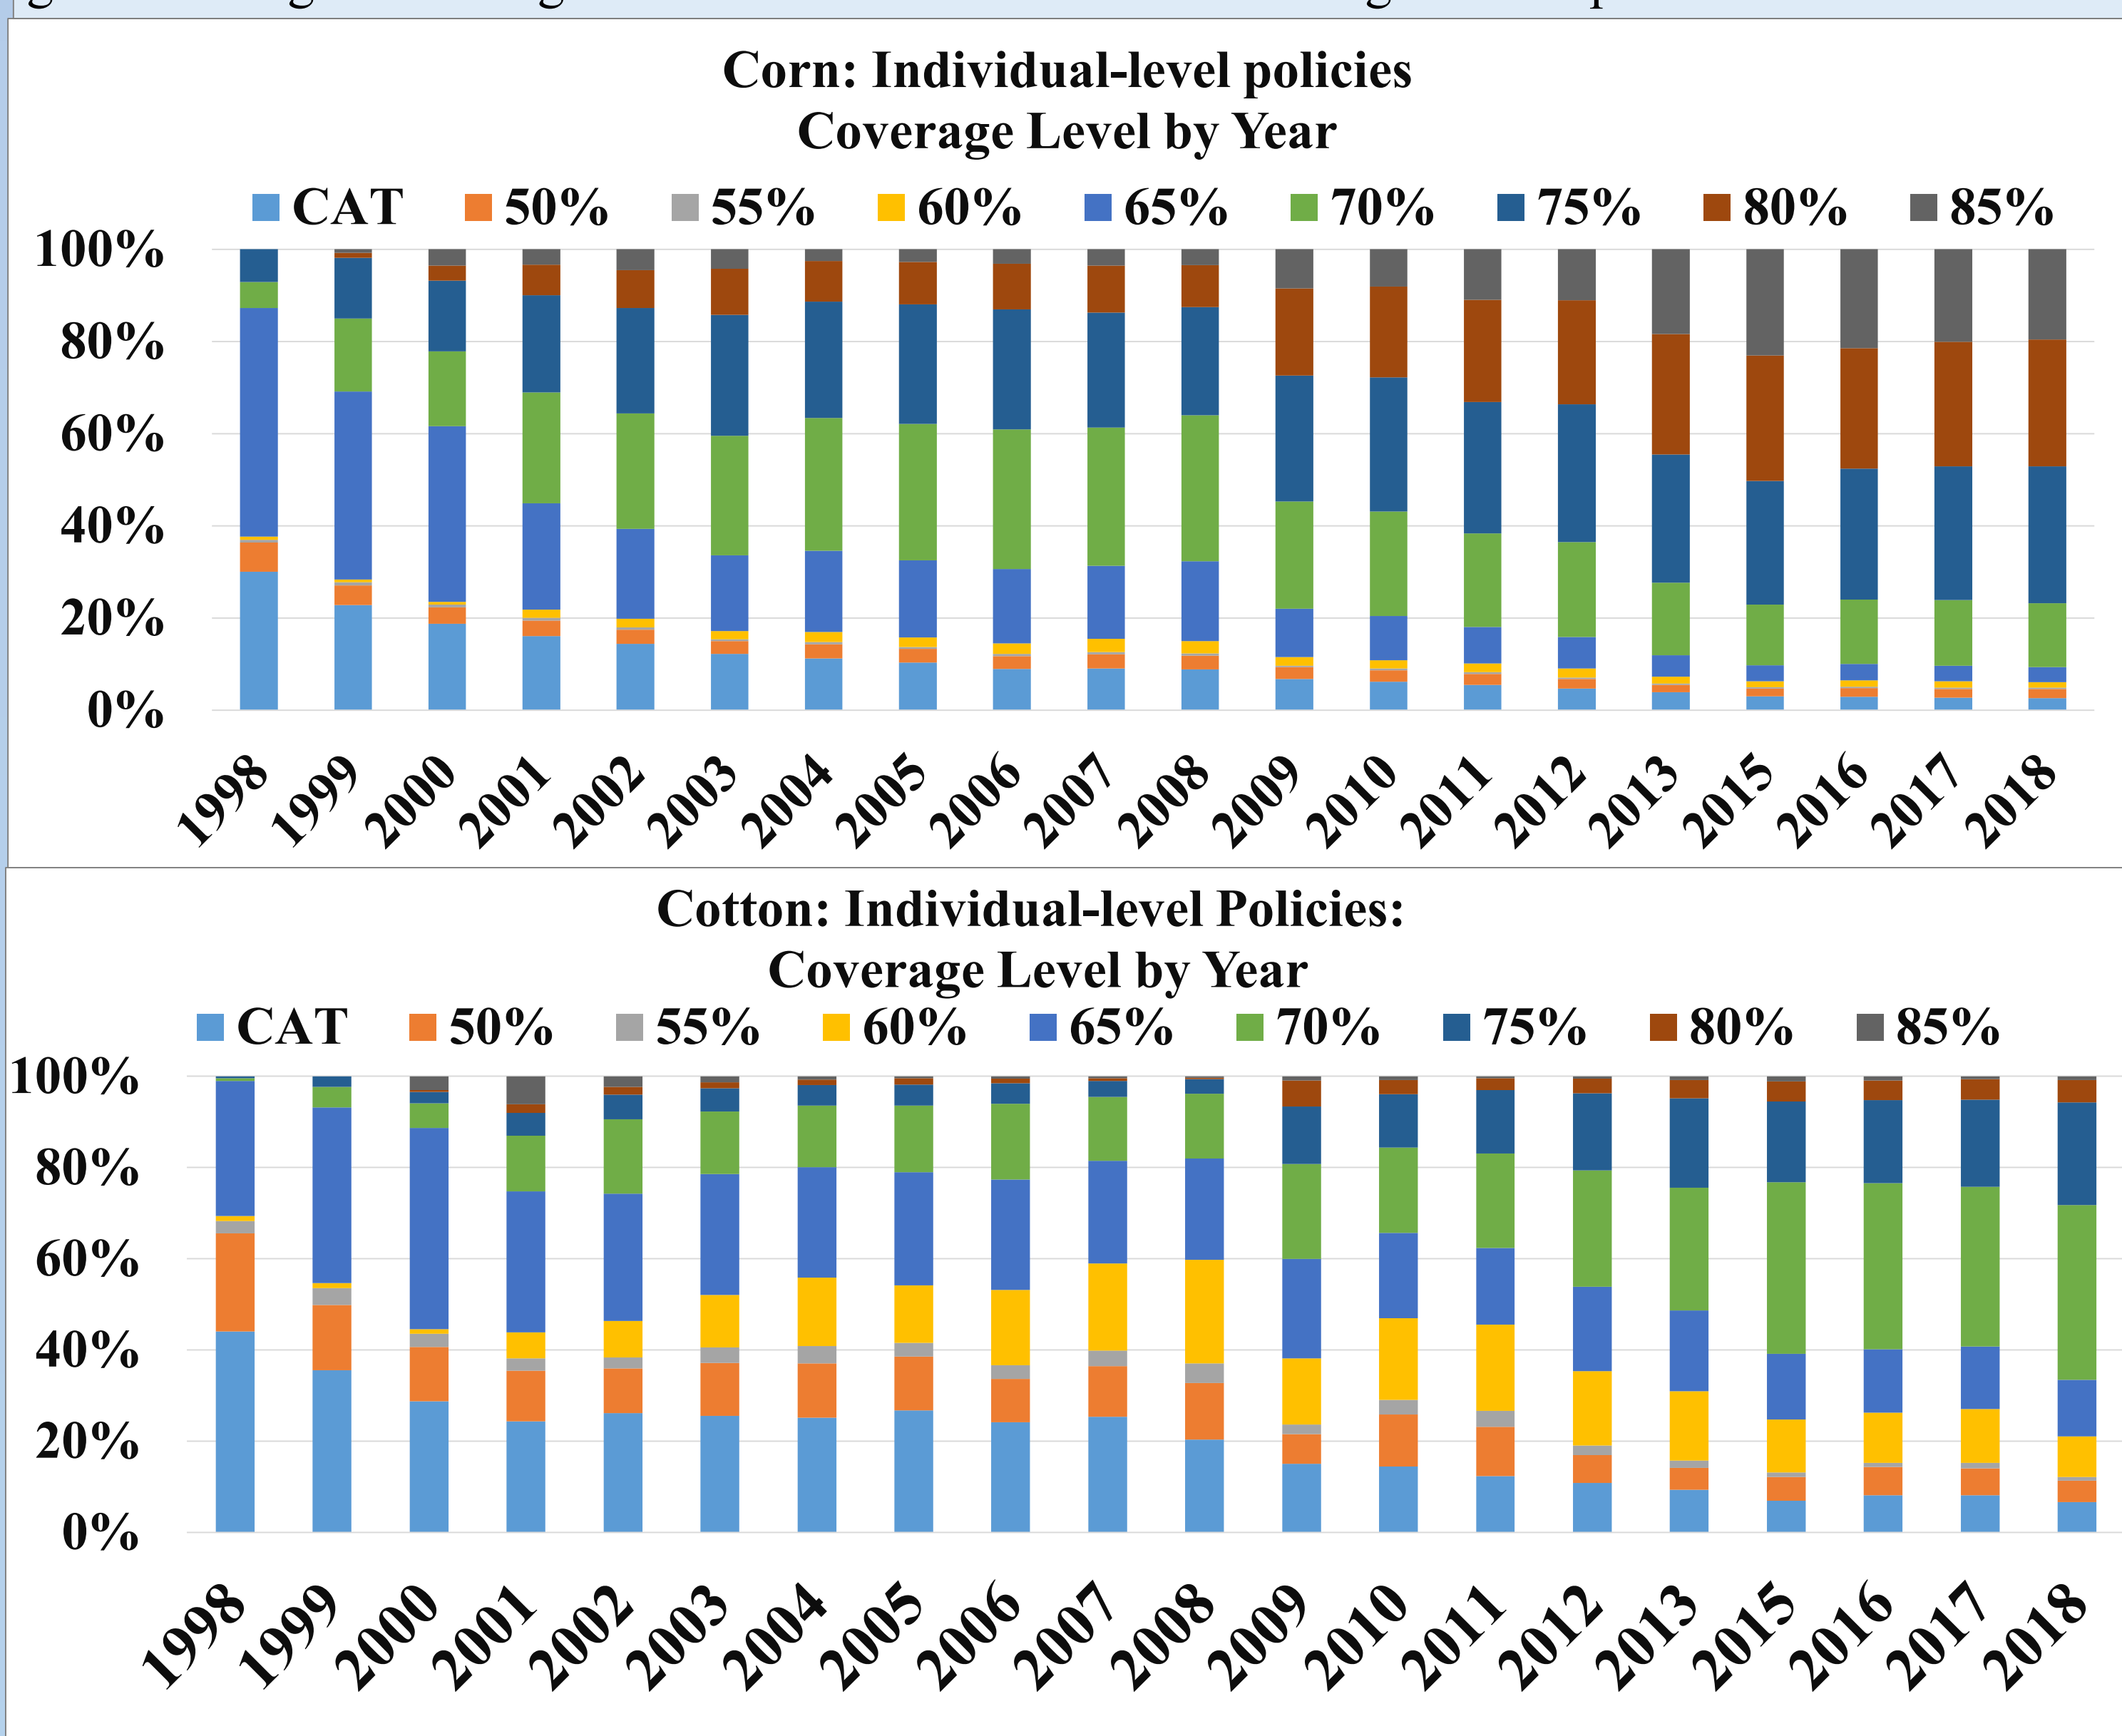 Corn: Individual-level policies
Coverage Level by Year
CAT 50% 55% 60% 65% 70% 75% 80% 85%
100%
80%
60%
40%
20%
0%
1998 1999 2000 2001 2002 2003 2004 2005 2006 2007 2008 2009 2010 2011 2012 2013 2015 2016 2017 2018
Cotton: Individual-level Policies:
Coverage Level by Year
CAT 50% 55% 60% 65% 70% 75% 80% 85%
100%
80%
60%
40%
20%
0%
1998 1999 2000 2001 2002 2003 2004 2005 2006 2007 2008 2009 2010 2011 2012 2013 2015 2016 2017 2018